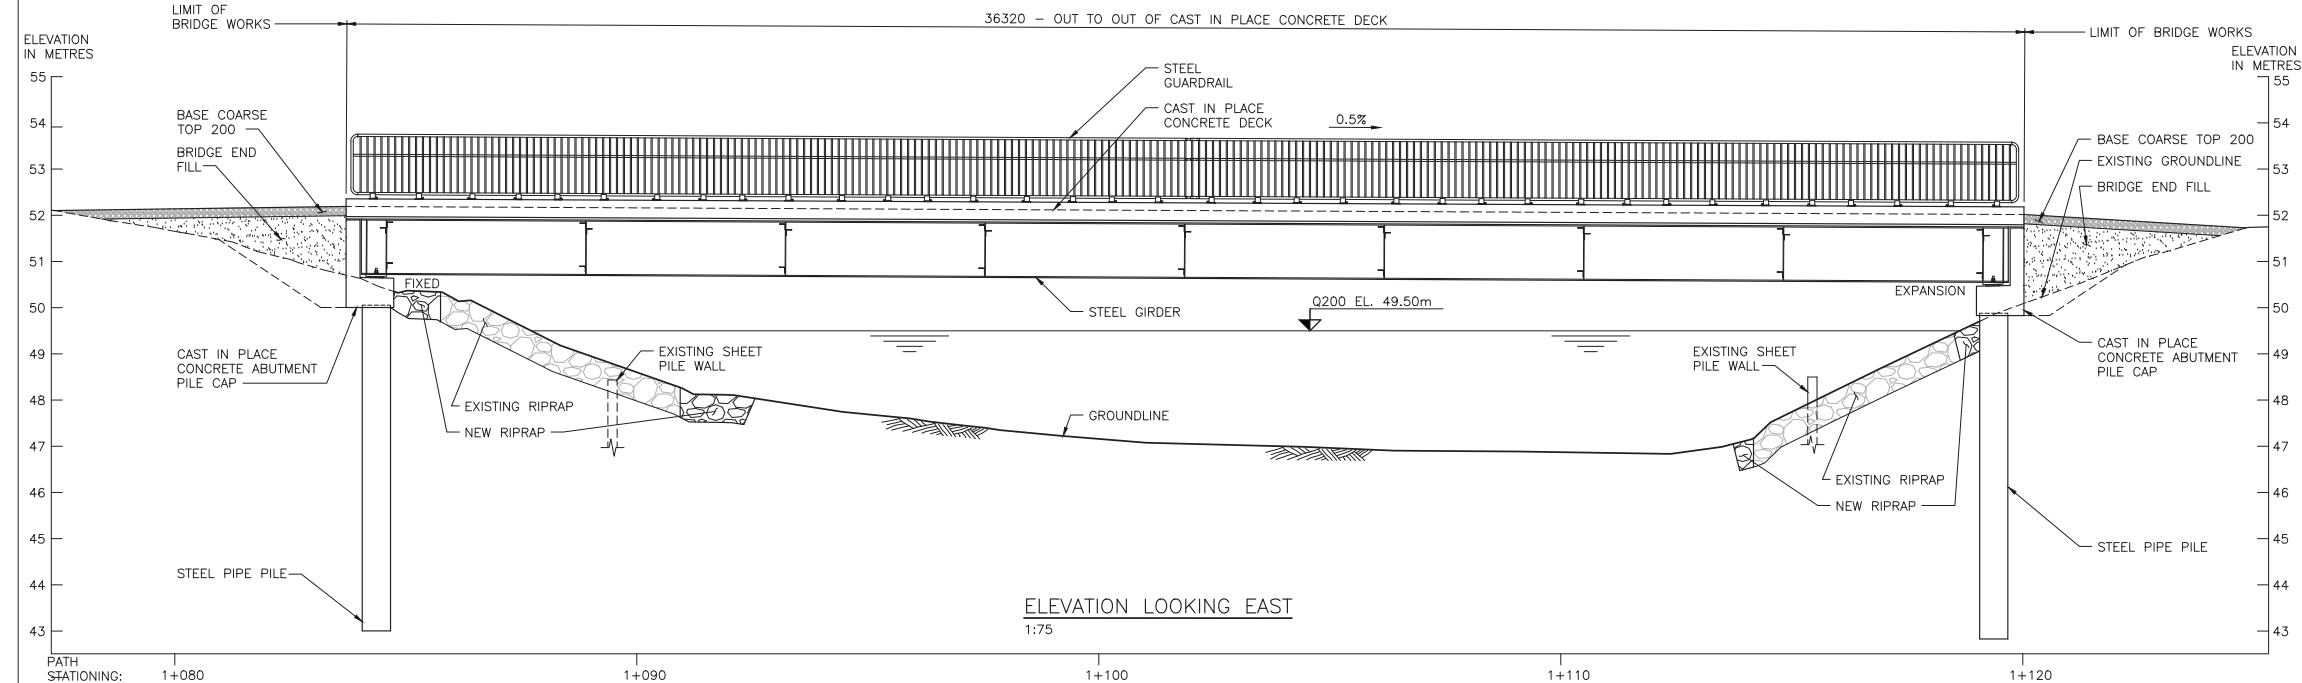 LIMIT OF
BRIDGE WORKS
36320 – OUT TO OUT OF CAST IN PLACE CONCRETE DECK
LIMIT OF BRIDGE WORKS
ELEVATION
IN METRES
ELEVATION
IN METRES
55
54
53
52
51
50
49
48
47
46
45
44
43
55
54
53
52
51
50
49
48
47
46
45
44
43
STEEL
GUARDRAIL
CAST IN PLACE
CONCRETE DECK
0.5%
BASE COARSE
TOP 200
BRIDGE END
FILL
BASE COARSE TOP 200
EXISTING GROUNDLINE
BRIDGE END FILL
FIXED
STEEL GIRDER
Q200 EL. 49.50m
EXPANSION
CAST IN PLACE
CONCRETE ABUTMENT
PILE CAP
EXISTING SHEET
PILE WALL
EXISTING SHEET
PILE WALL
CAST IN PLACE
CONCRETE ABUTMENT
PILE CAP
EXISTING RIPRAP
NEW RIPRAP
GROUNDLINE
EXISTING RIPRAP
NEW RIPRAP
STEEL PIPE PILE
STEEL PIPE PILE
ELEVATION LOOKING EAST
1:75
PATH
STATIONING:
1+080
1+090
1+100
1+110
1+120